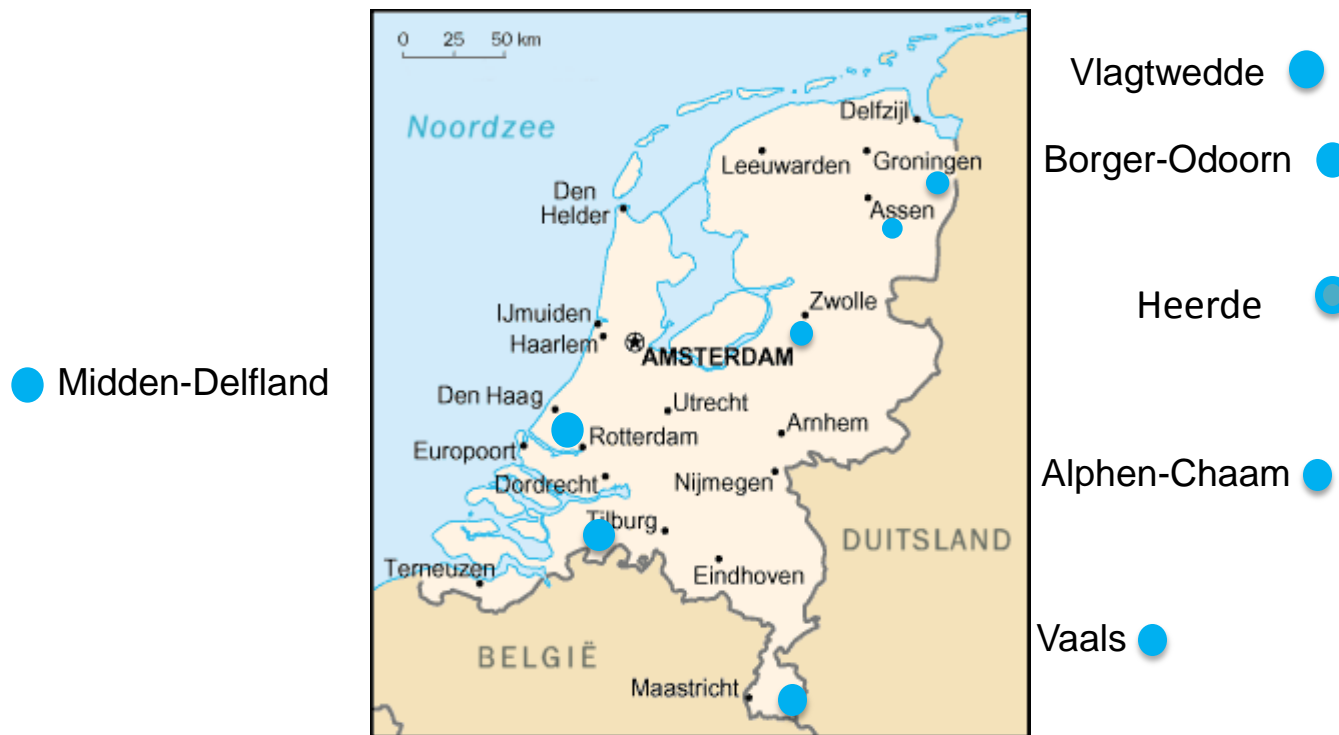 0 25 50 km
Vlagtwedde
Noordzee
Delfzijl
Borger-Odoorn
Leeuwarden
Groningen
Den
Helder
Assen
Heerde
Zwolle
IJmuiden
Haarlem
AMSTERDAM
Midden-Delfland
Den Haag
Utrecht
Arnhem
Europoort
Rotterdam
Alphen-Chaam
Dordrecht
Nijmegen
Tilburg
DUITSLAND
Terneuzen
Eindhoven
Vaals
BELGIË
Maastricht